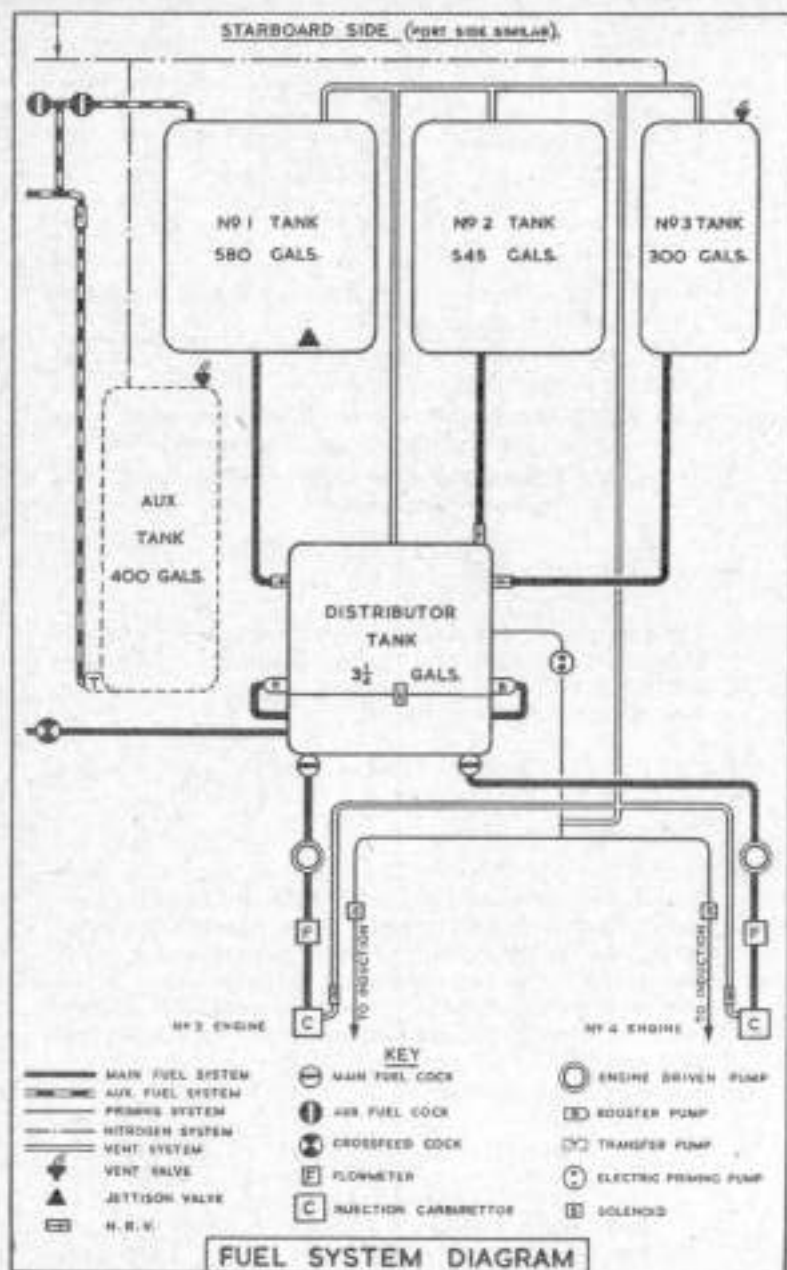 STARBOARD SIDE (PORT SIDE SIMILAR).
Nº 1 TANK
580 GALS.
Nº 2 TANK
545 GALS.
Nº 3 TANK
300 GALS.
AUX
TANK
400 GALS.
DISTRIBUTOR
TANK
3½ GALS.
T
F
F
TO INDUCTION
TO INDUCTION
C
C
ENGINE
Nº 4 ENGINE
KEY
MAIN FUEL SYSTEM
AUX. FUEL SYSTEM
PRIMING SYSTEM
NITROGEN SYSTEM
VENT SYSTEM
VENT VALVE
JETTISON VALVE
N.R.V.
MAIN FUEL COCK
AUX FUEL COCK
CROSSFEED COCK
F FLOWMETER
C INJECTION CARBURETTOR
ENGINE DRIVEN PUMP
BOOSTER PUMP
TRANSFER PUMP
ELECTRIC PRIMING PUMP
S SOLENOID
FUEL SYSTEM DIAGRAM